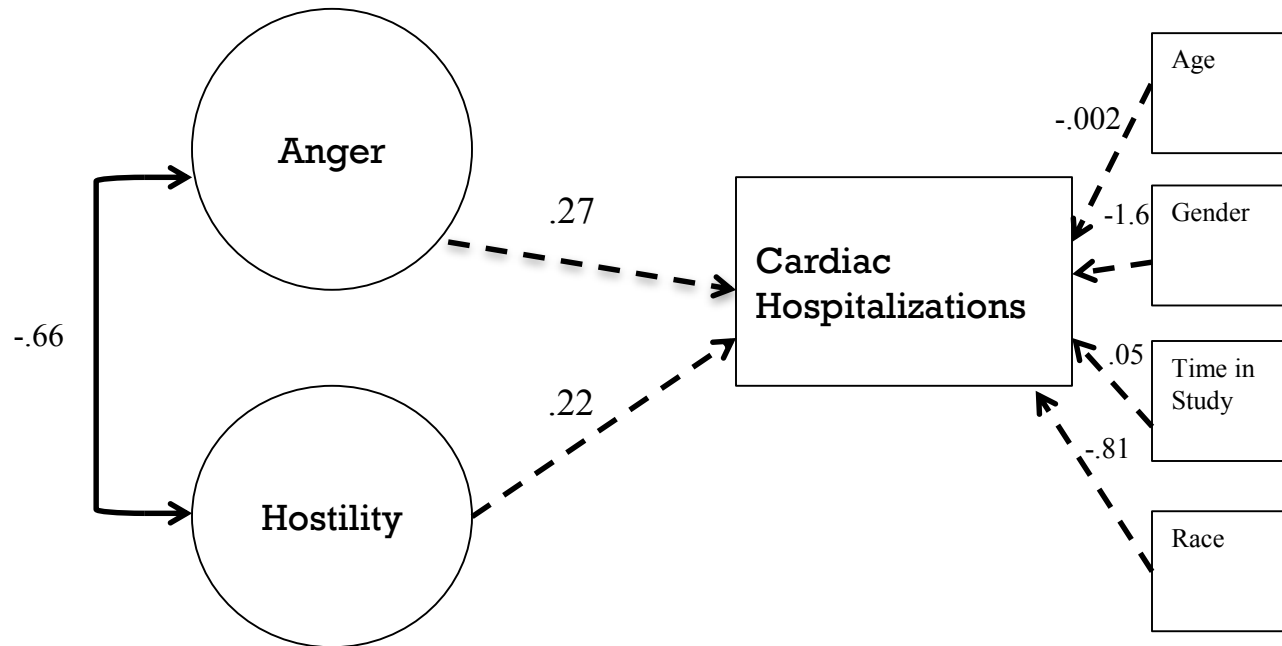 Anger
Hostility
-.66
.27
.22
Cardiac
Hospitalizations
-.002
-1.6
.05
-.81
Age
Gender
Time in
Study
Race